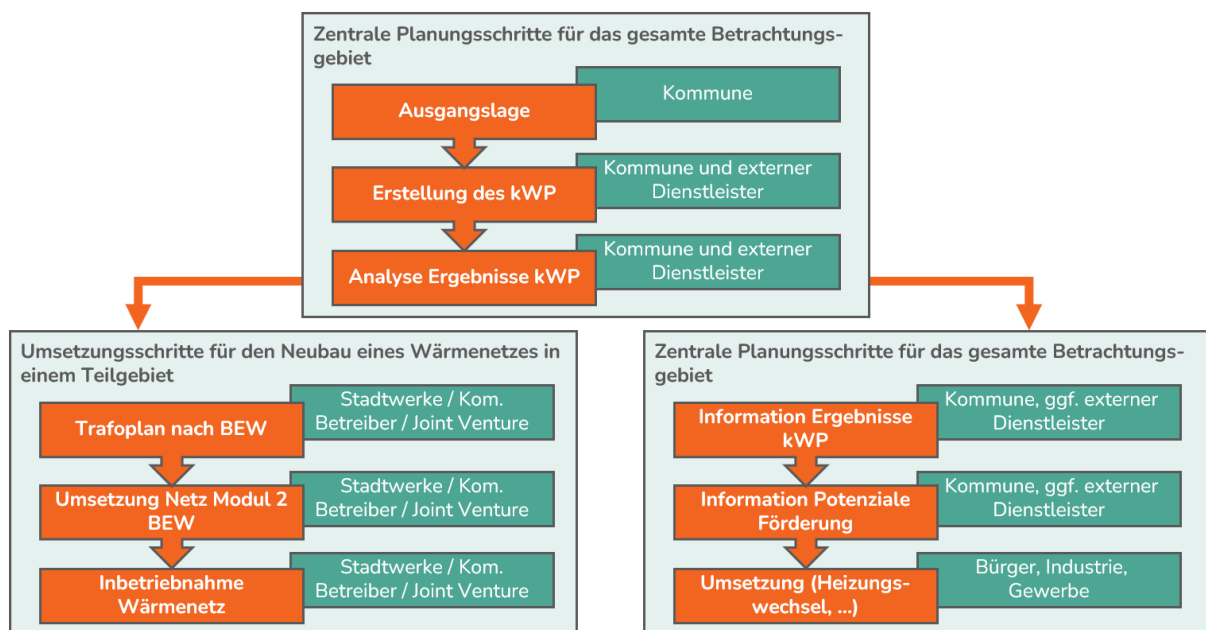 Zentrale Planungsschritte für das gesamte Betrachtungs-
gebiet
Ausgangslage
Kommune
Erstellung des kWP
Kommune und externer
Dienstleister
Analyse Ergebnisse kWP
Kommune und externer
Dienstleister
Umsetzungsschritte für den Neubau eines Wärmenetzes in
einem Teilgebiet
Trafoplan nach BEW
Stadtwerke / Kom.
Betreiber / Joint Venture
Umsetzung Netz Modul 2
BEW
Stadtwerke / Kom.
Betreiber / Joint Venture
Inbetriebnahme
Wärmenetz
Stadtwerke / Kom.
Betreiber / Joint Venture
Zentrale Planungsschritte für das gesamte Betrachtungs-
gebiet
Information Ergebnisse
kWP
Kommune, ggf. externer
Dienstleister
Information Potenziale
Förderung
Kommune, ggf. externer
Dienstleister
Umsetzung (Heizungs-
wechsel, ...)
Bürger, Industrie,
Gewerbe